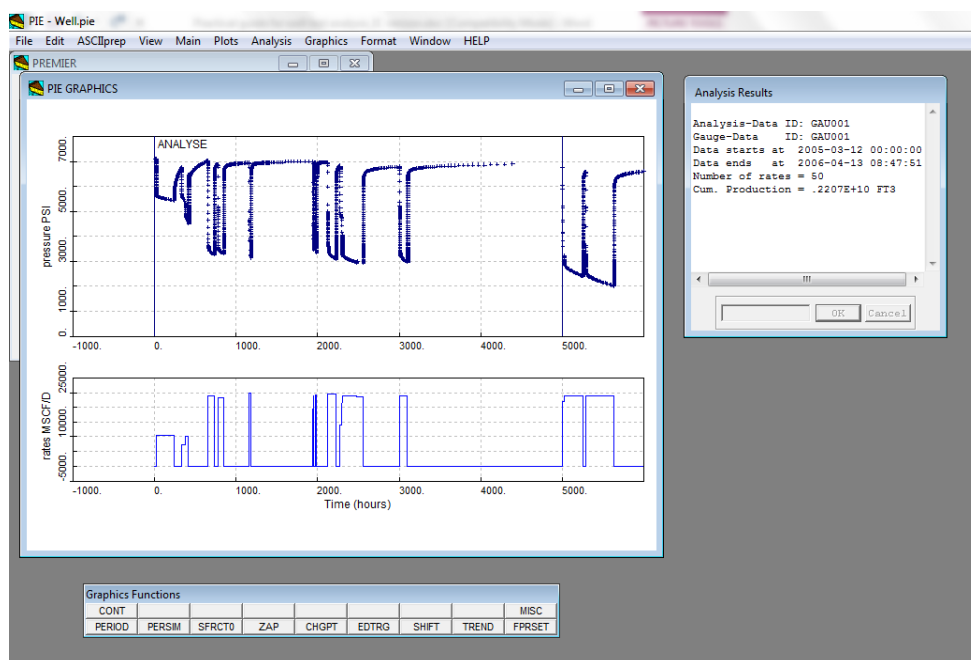 PIE - Well.pie
File Edit ASCIIprep View Main Plots Analysis Graphics Format Window HELP
PREMIER
PIE GRAPHICS
ANALYSE
pressure PSI
7000.
5000.
3000.
1000.
0.
-1000. 0. 1000. 2000. 3000. 4000. 5000.
rates MSCF/D
25000.
10000.
-5000.
-1000. 0. 1000. 2000. 3000. 4000. 5000.
Time (hours)
Analysis Results
Analysis-Data ID: GAU001
Gauge-Data ID: GAU001
Data starts at 2005-03-12 00:00:00
Data ends at 2006-04-13 08:47:51
Number of rates = 50
Cum. Production = .2207E+10 FT3
OK Cancel
Graphics Functions
CONT MISC
PERIOD PERSIM SFRCT0 ZAP CHGPT EDTRG SHIFT TREND FPRSET